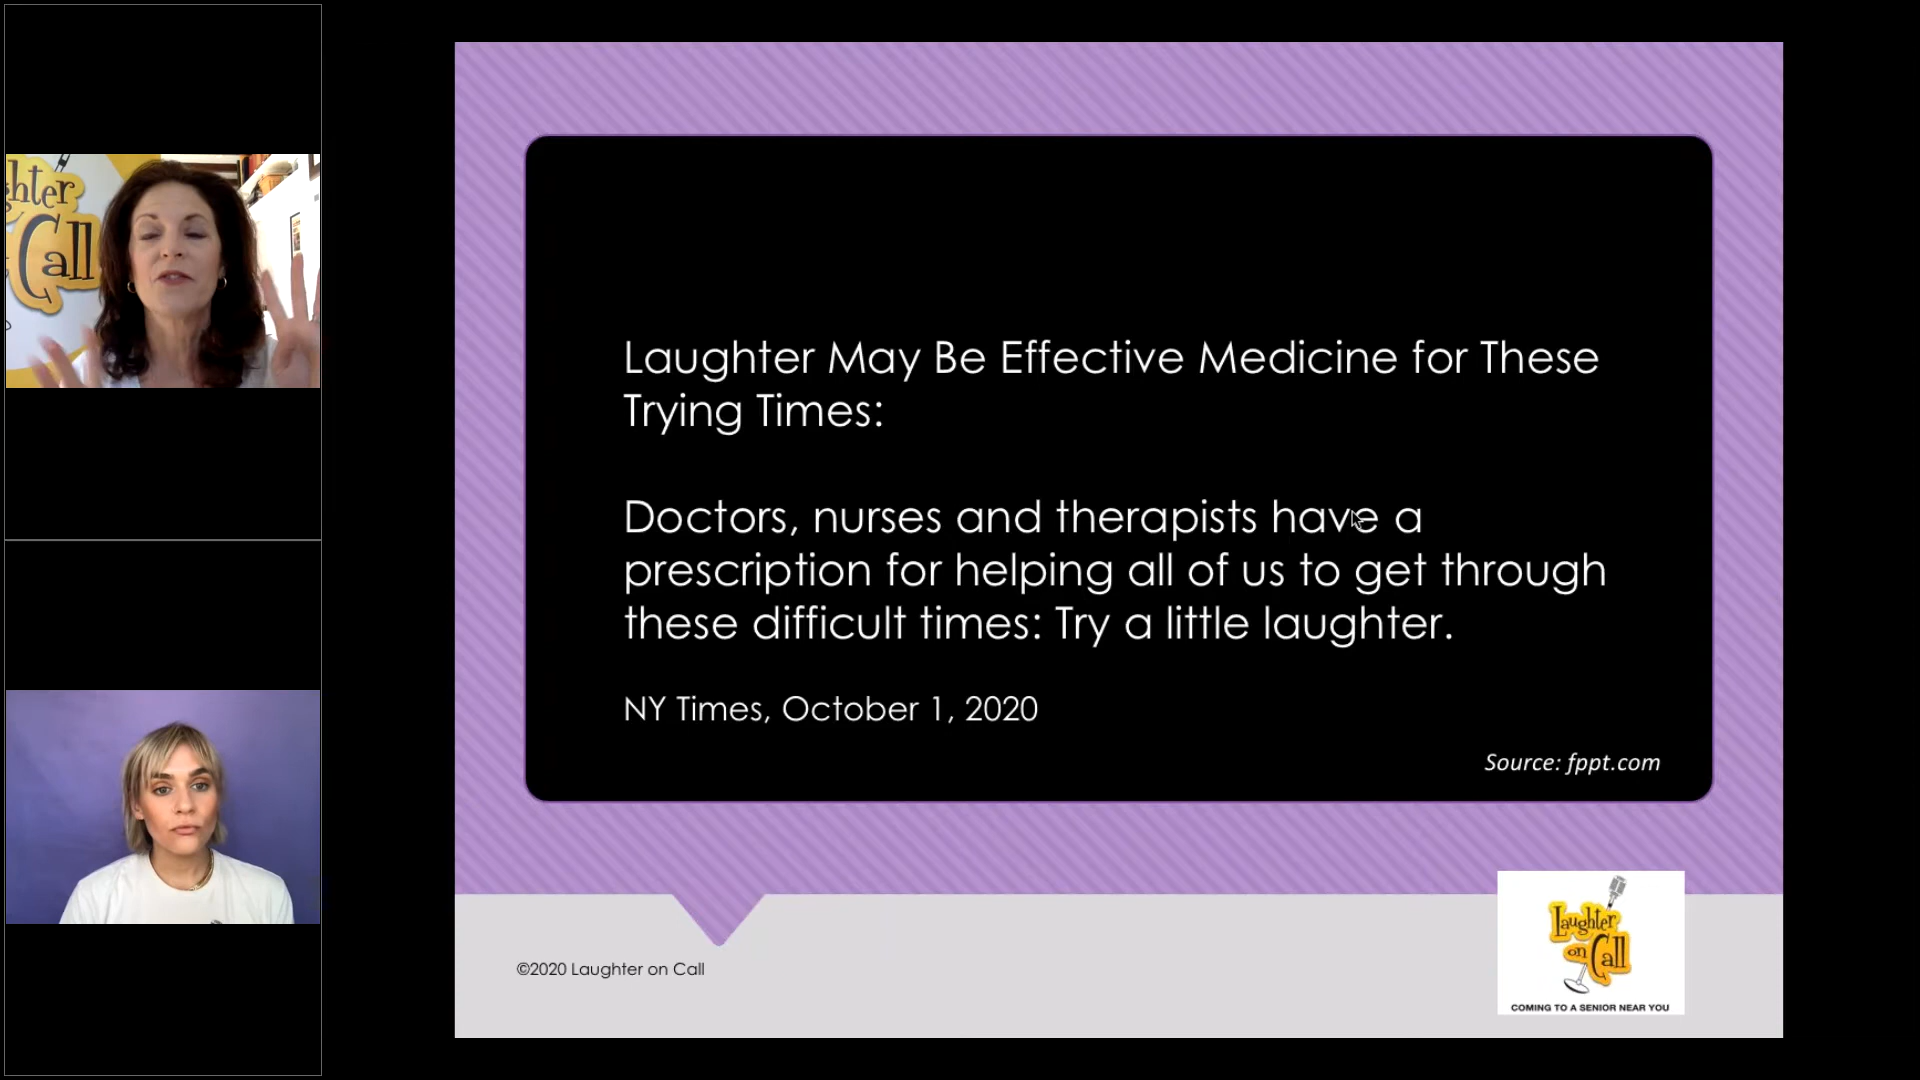 hter
Call
Laughter May Be Effective Medicine for These
Trying Times:
Doctors, nurses and therapists have a
prescription for helping all of us to get through
these difficult times: Try a little laughter.
NY Times, October 1, 2020
Source: fppt.com
©2020 Laughter on Call
Laughter
on
Call
COMING TO A SENIOR NEAR YOU